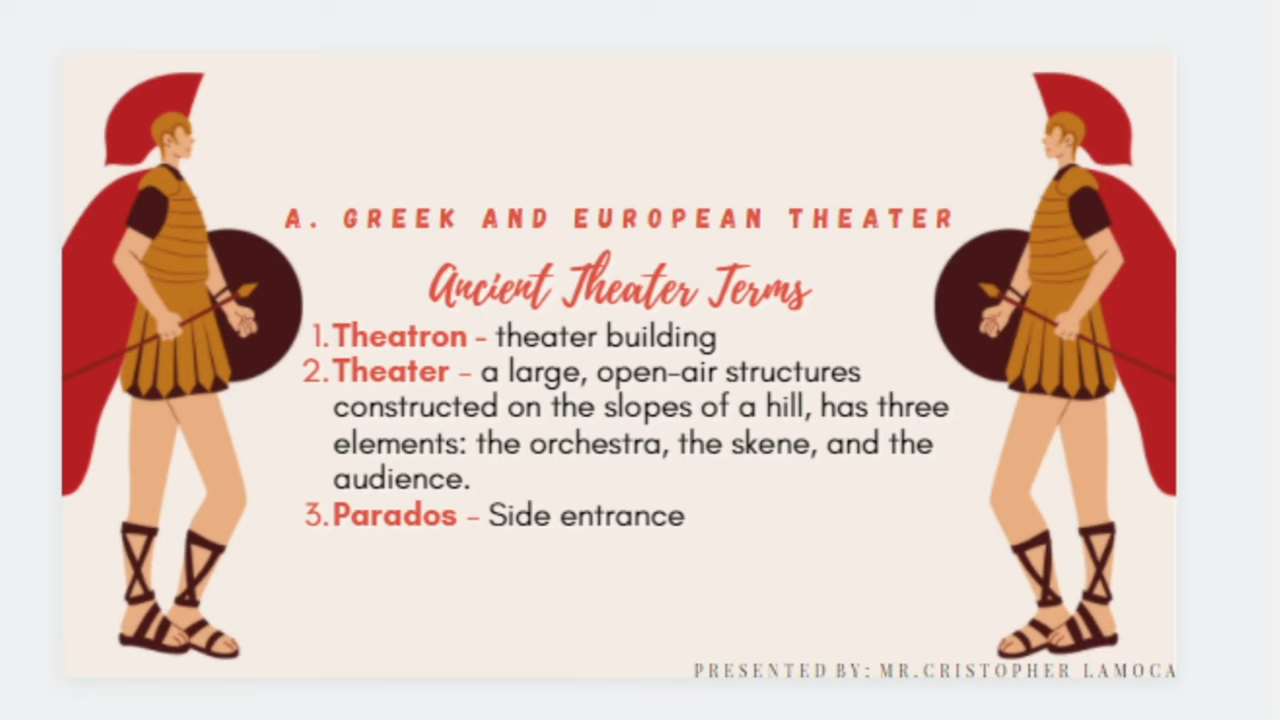 A. GREEK AND EUROPEAN THEATER
Ancient Theater Terms
1. Theatron - theater building
2. Theater - a large, open-air structures
constructed on the slopes of a hill, has three
elements: the orchestra, the skene, and the
audience.
3. Parados - Side entrance
PRESENTED BY: MR.CRISTOPHER LAMOCA